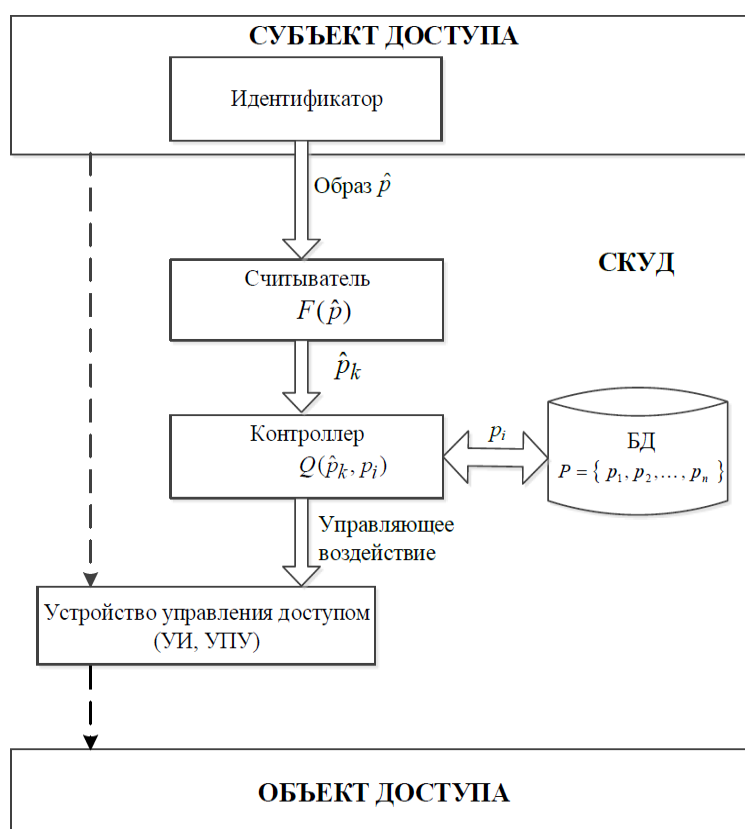 СУБЪЕКТ ДОСТУПА
Идентификатор
Образ p̂
Считыватель
F(p̂)
СКУД
p̂k
Контроллер
Q(p̂k, pi)
pi
БД
P = { p1, p2, ..., pn }
Управляющее
воздействие
Устройство управления доступом
(УИ, УПУ)
ОБЪЕКТ ДОСТУПА